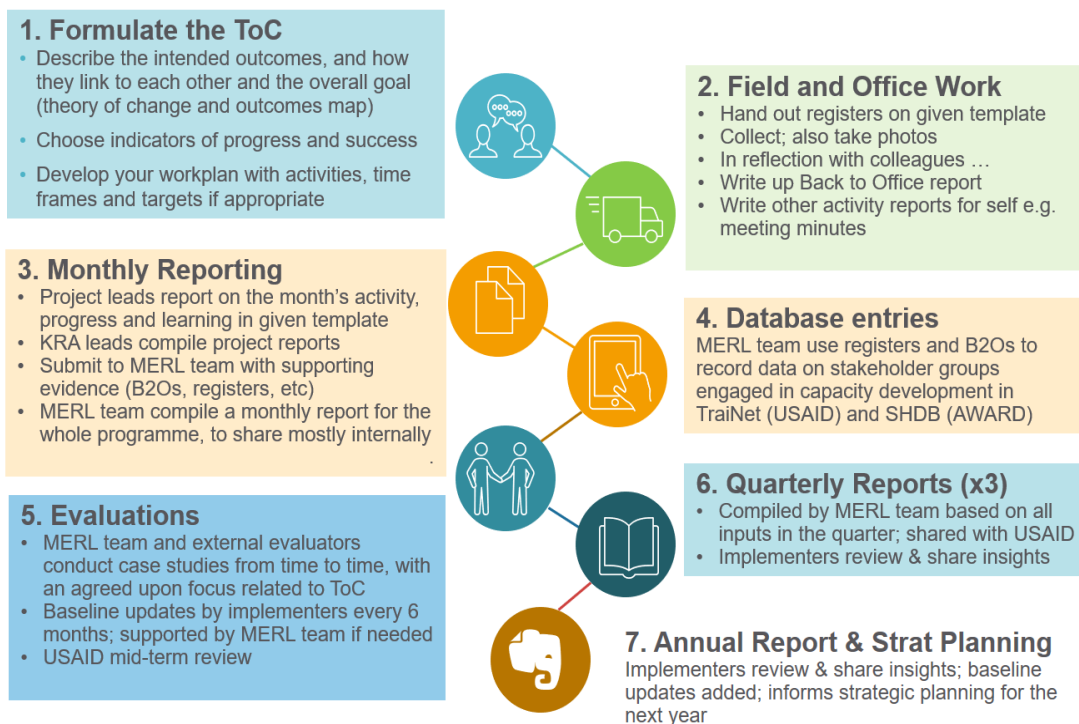 1. Formulate the ToC
• Describe the intended outcomes, and how
they link to each other and the overall goal
(theory of change and outcomes map)
• Choose indicators of progress and success
• Develop your workplan with activities, time
frames and targets if appropriate
2. Field and Office Work
• Hand out registers on given template
• Collect; also take photos
• In reflection with colleagues …
• Write up Back to Office report
• Write other activity reports for self e.g.
meeting minutes
3. Monthly Reporting
• Project leads report on the month’s activity,
progress and learning in given template
• KRA leads compile project reports
• Submit to MERL team with supporting
evidence (B2Os, registers, etc)
• MERL team compile a monthly report for the
whole programme, to share mostly internally
.
4. Database entries
MERL team use registers and B2Os to
record data on stakeholder groups
engaged in capacity development in
TraiNet (USAID) and SHDB (AWARD)
5. Evaluations
• MERL team and external evaluators
conduct case studies from time to time, with
an agreed upon focus related to ToC
• Baseline updates by implementers every 6
months; supported by MERL team if needed
• USAID mid-term review
6. Quarterly Reports (x3)
• Compiled by MERL team based on all
inputs in the quarter; shared with USAID
• Implementers review & share insights
7. Annual Report & Strat Planning
Implementers review & share insights; baseline
updates added; informs strategic planning for the
next year